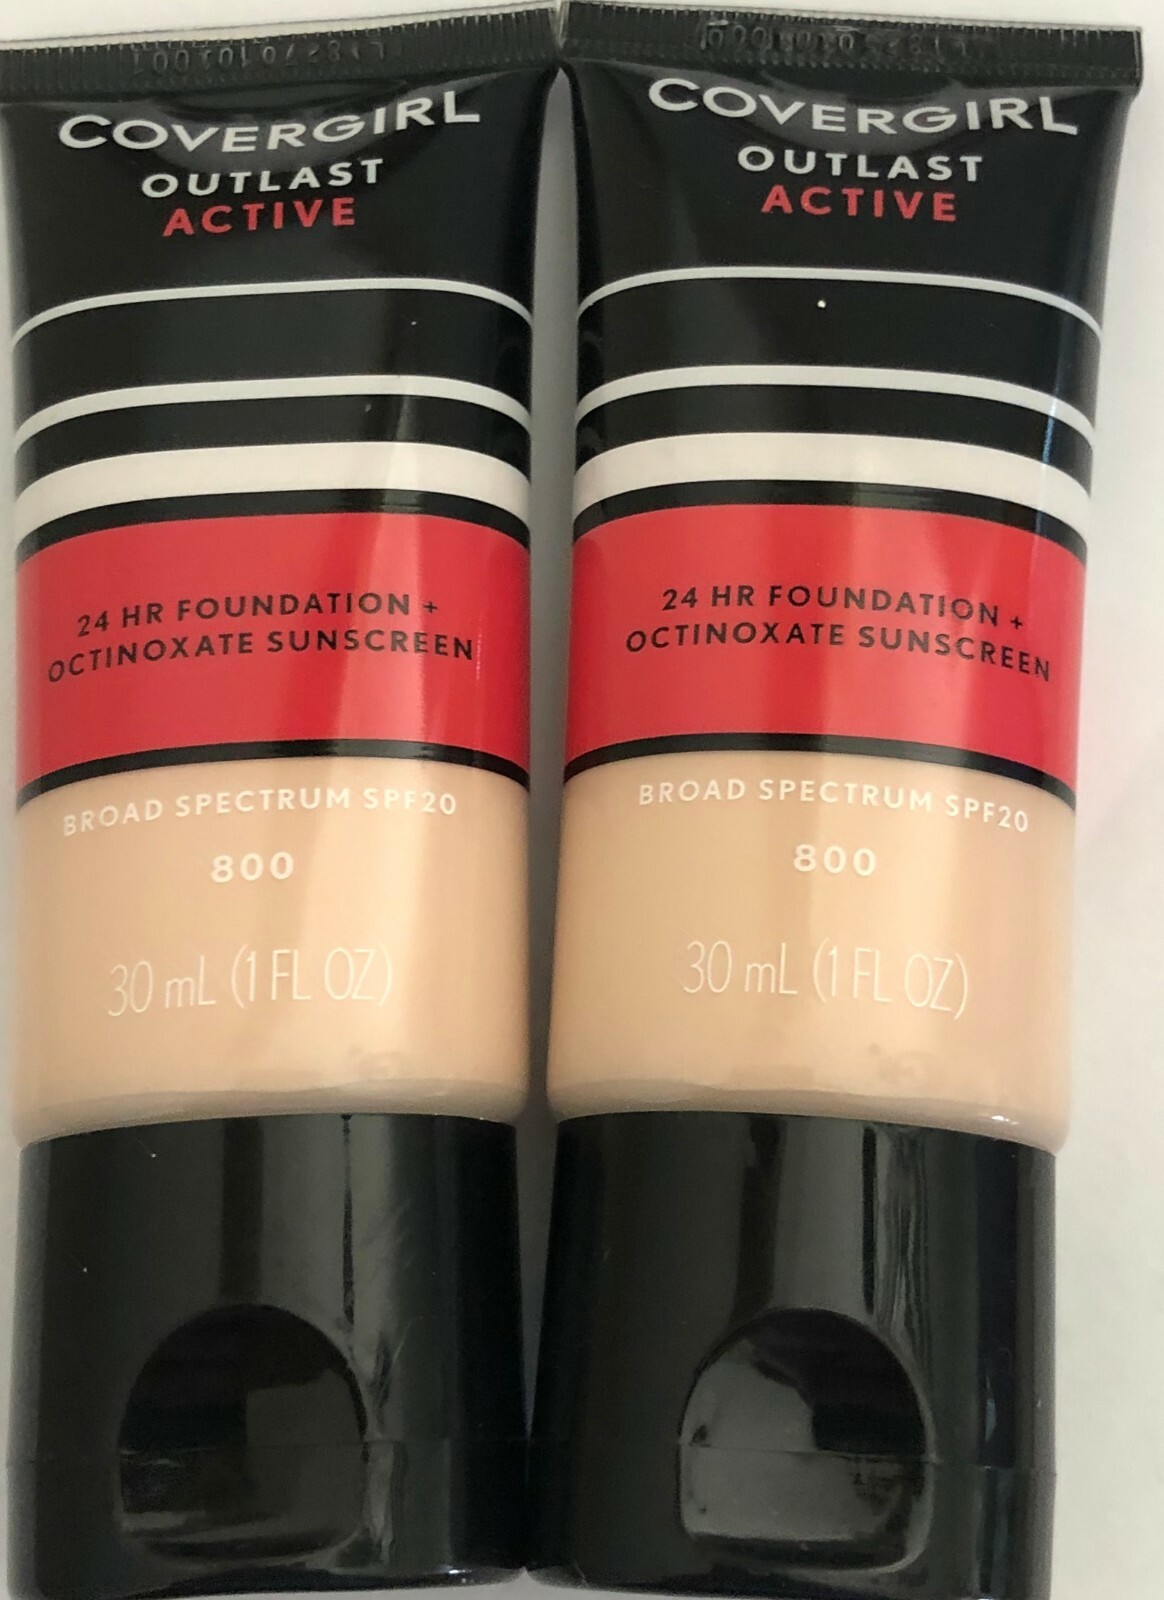 COVERGIRL
OUTLAST
ACTIVE
24 HR FOUNDATION +
OCTINOXATE SUNSCREEN
BROAD SPECTRUM SPF20
800
30 mL (1 FL OZ)
COVERGIRL
OUTLAST
ACTIVE
24 HR FOUNDATION +
OCTINOXATE SUNSCREEN
BROAD SPECTRUM SPF20
800
30 mL (1 FL OZ)